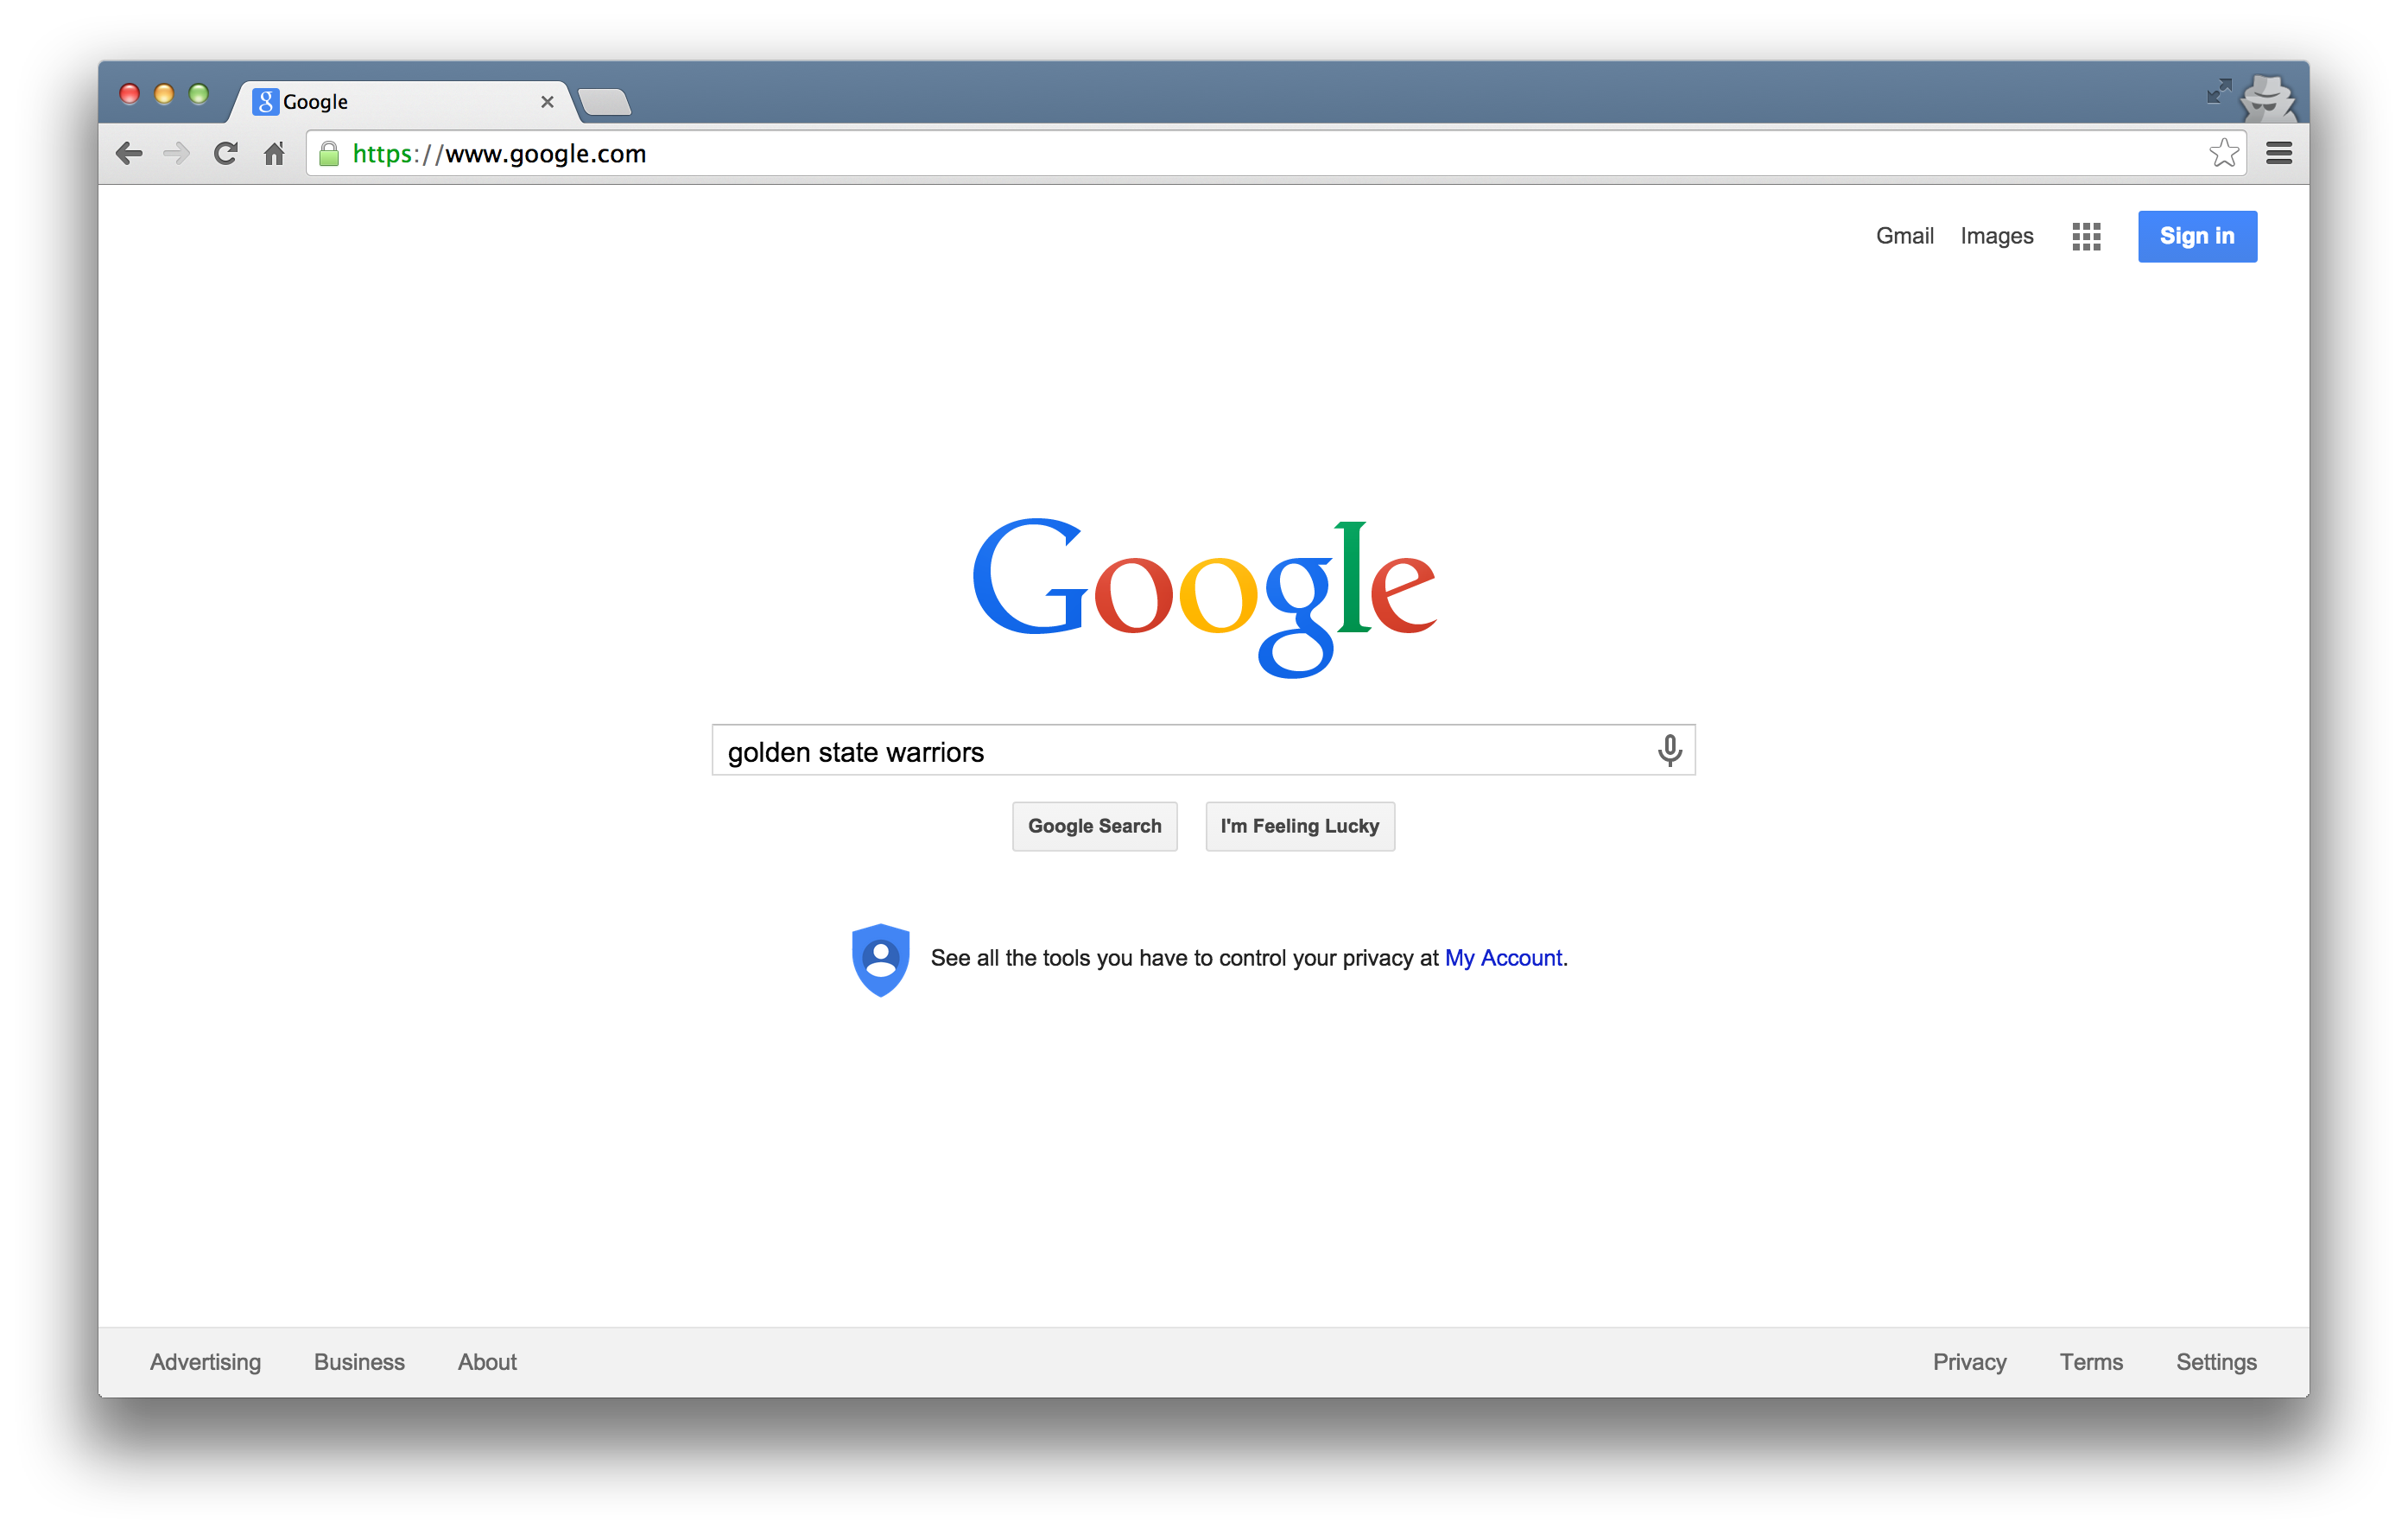 g Google
https://www.google.com
Gmail Images Sign in
Google
golden state warriors
Google Search I'm Feeling Lucky
See all the tools you have to control your privacy at My Account.
Advertising Business About Privacy Terms Settings